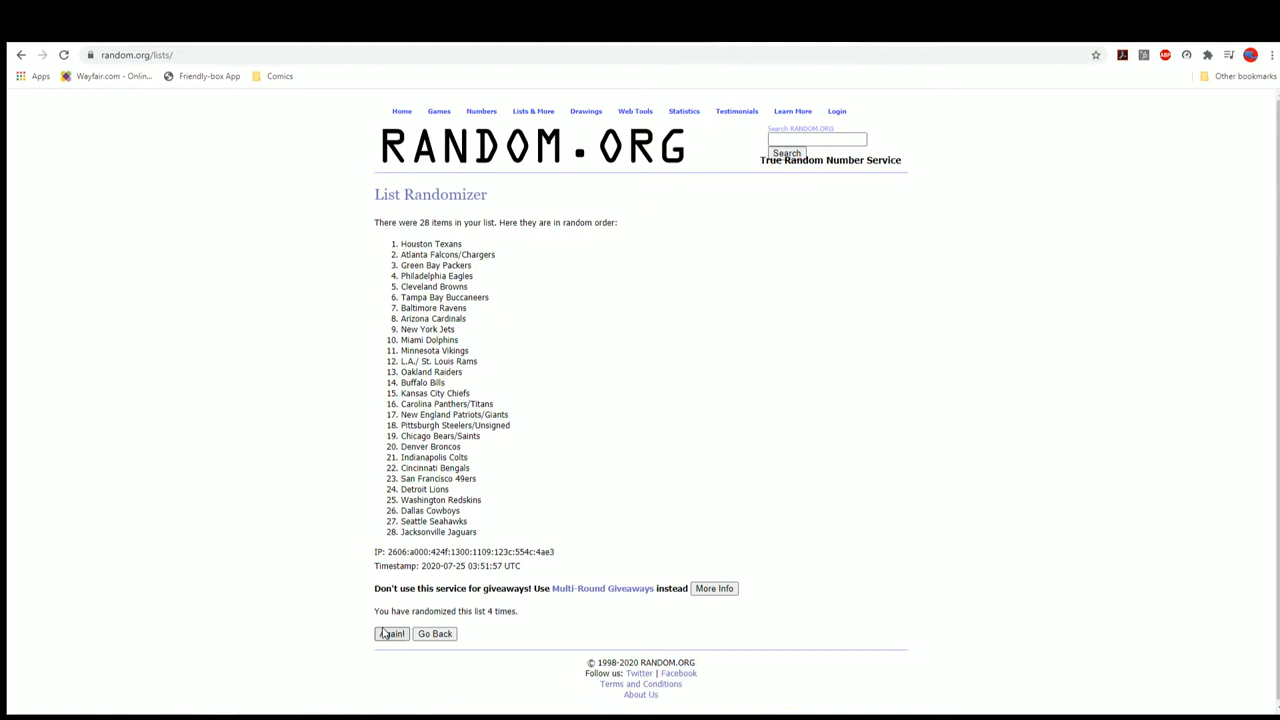 random.org/lists/
Apps Wayfair.com - Onlin... Friendly-box App Comics Other bookmarks
Home Games Numbers Lists & More Drawings Web Tools Statistics Testimonials Learn More Login
RANDOM.ORG
Search RANDOM.ORG
Search
True Random Number Service
List Randomizer
There were 28 items in your list. Here they are in random order:
1. Houston Texans
2. Atlanta Falcons/Chargers
3. Green Bay Packers
4. Philadelphia Eagles
5. Cleveland Browns
6. Tampa Bay Buccaneers
7. Baltimore Ravens
8. Arizona Cardinals
9. New York Jets
10. Miami Dolphins
11. Minnesota Vikings
12. L.A./ St. Louis Rams
13. Oakland Raiders
14. Buffalo Bills
15. Kansas City Chiefs
16. Carolina Panthers/Titans
17. New England Patriots/Giants
18. Pittsburgh Steelers/Unsigned
19. Chicago Bears/Saints
20. Denver Broncos
21. Indianapolis Colts
22. Cincinnati Bengals
23. San Francisco 49ers
24. Detroit Lions
25. Washington Redskins
26. Dallas Cowboys
27. Seattle Seahawks
28. Jacksonville Jaguars
IP: 2606:a000:424f:1300:1109:123c:554c:4ae3
Timestamp: 2020-07-25 03:51:57 UTC
Don't use this service for giveaways! Use Multi-Round Giveaways instead More Info
You have randomized this list 4 times.
Again! Go Back
© 1998-2020 RANDOM.ORG
Follow us: Twitter | Facebook
Terms and Conditions
About Us